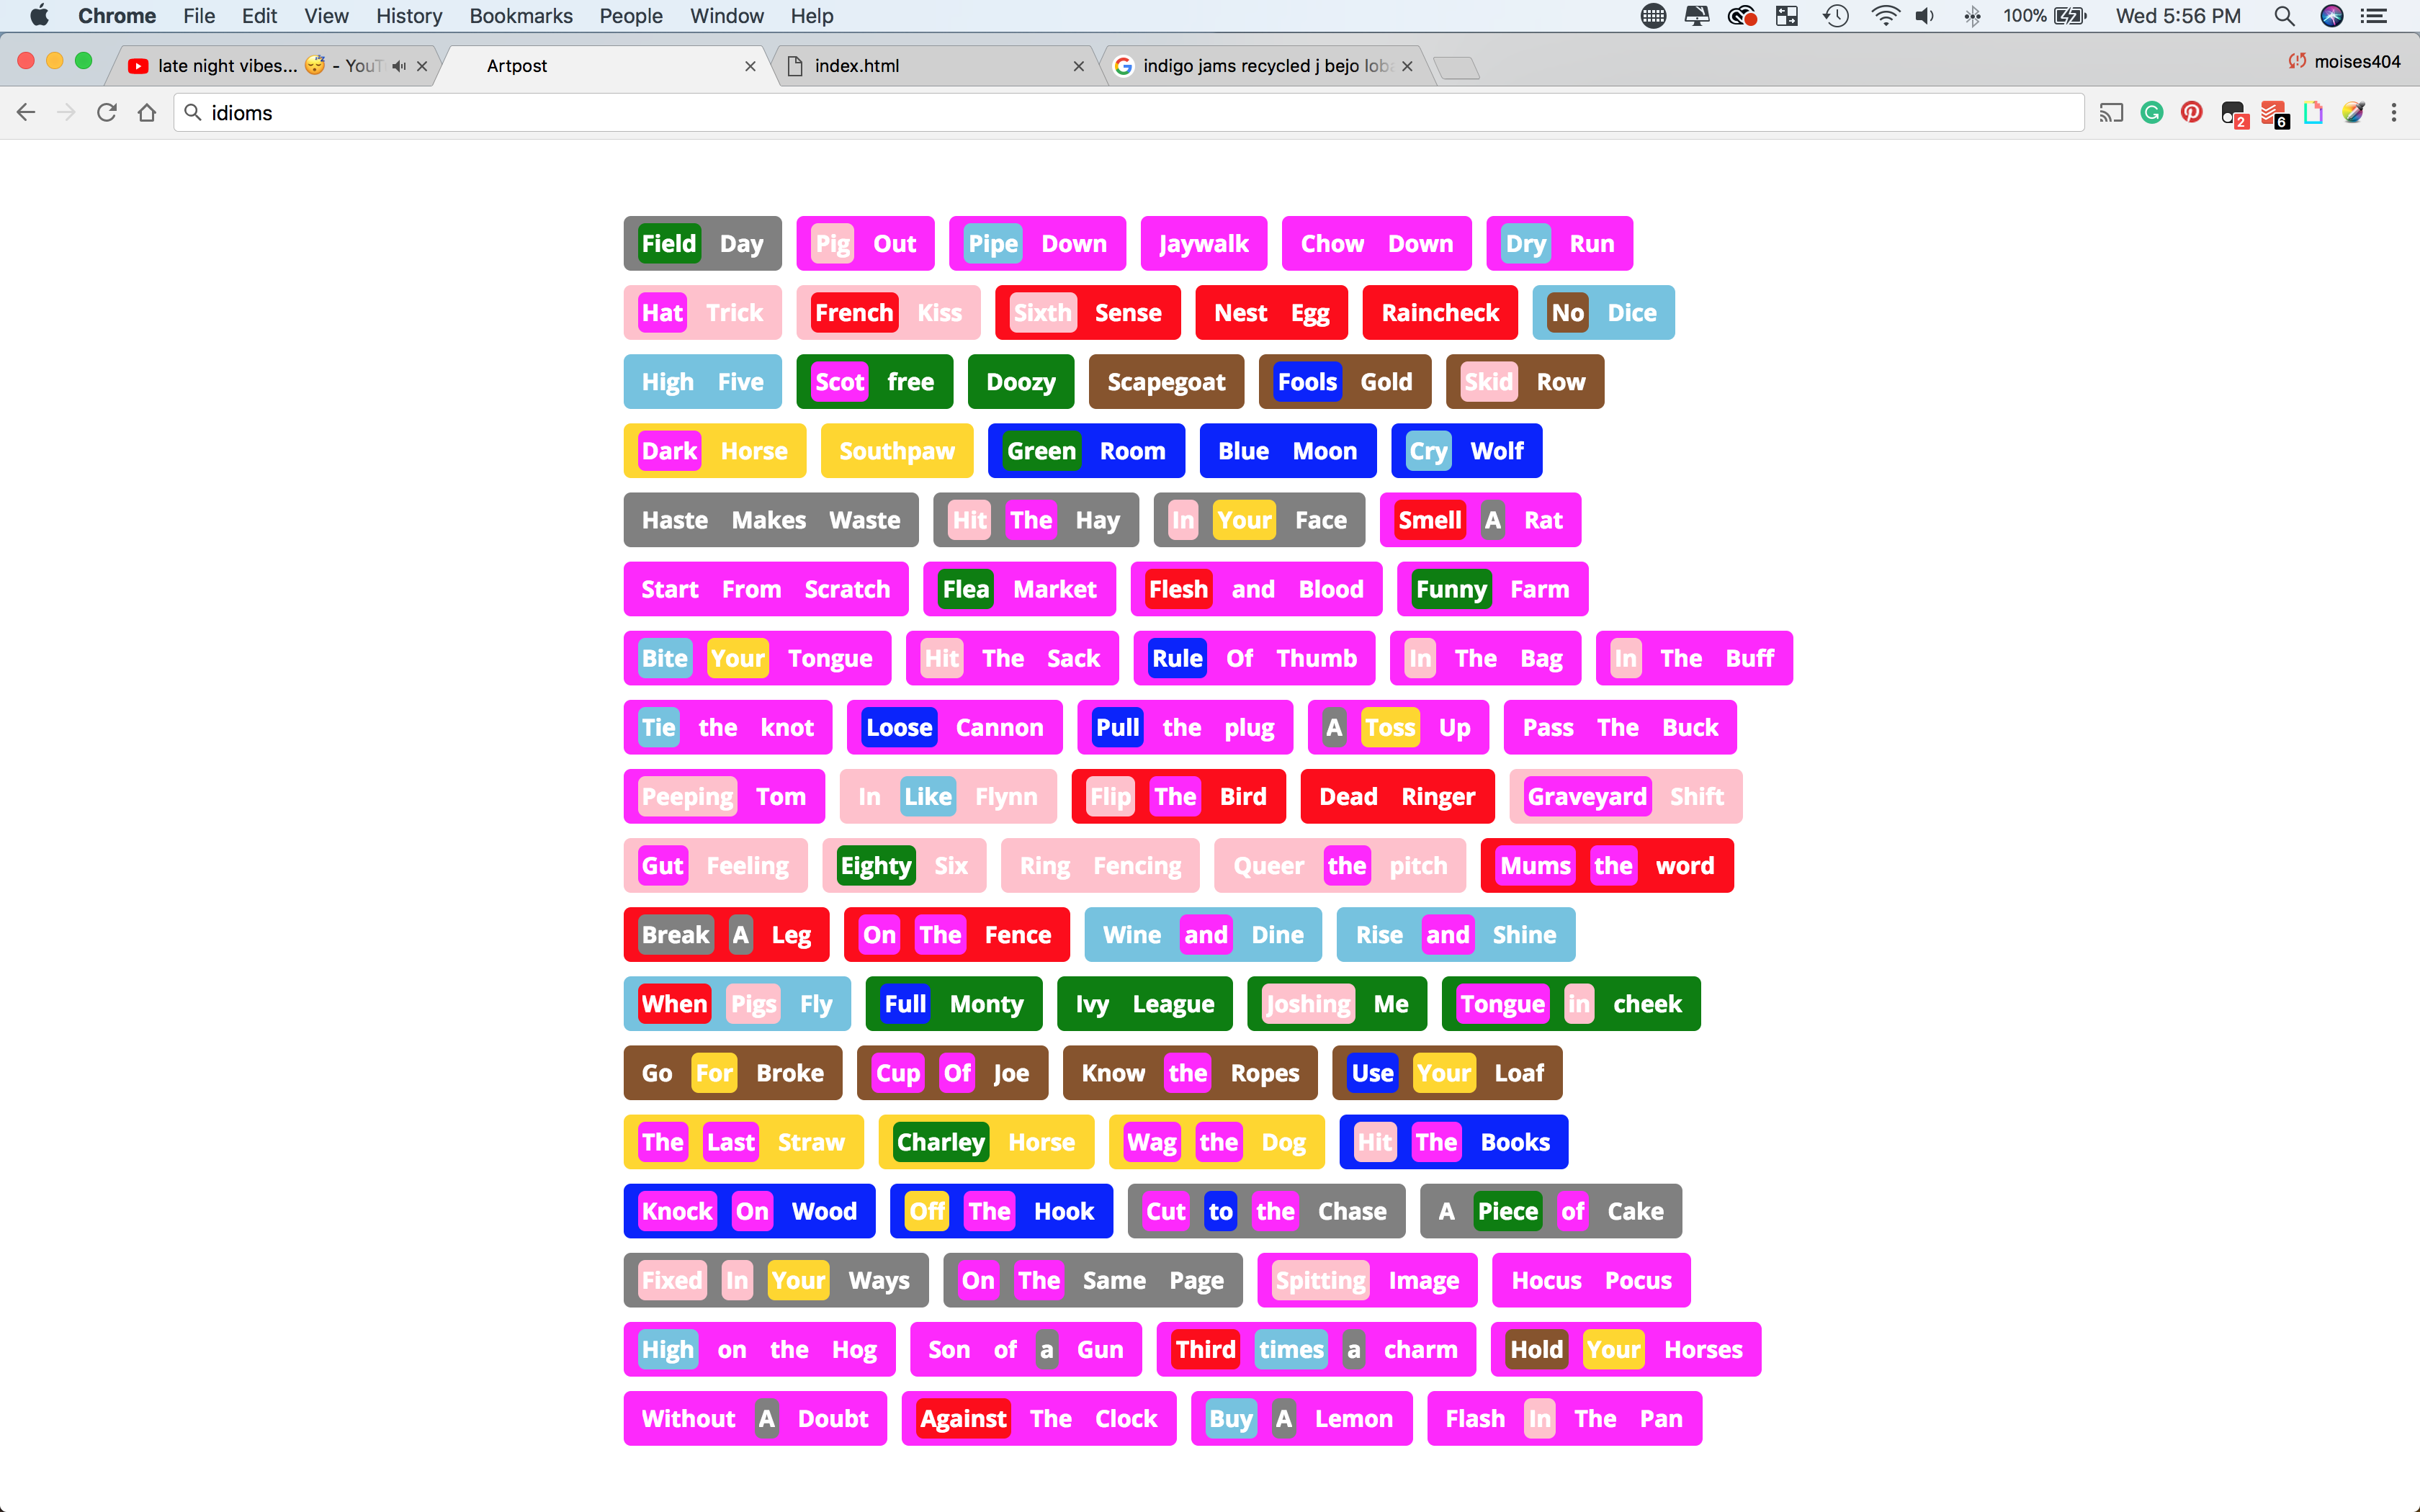 Chrome File Edit View History Bookmarks People Window Help 100% Wed 5:56 PM
late night vibes... 😴 - YouT Artpost index.html indigo jams recycled j bejo lob moises404
idioms 2 6
Field Day Pig Out Pipe Down Jaywalk Chow Down Dry Run
Hat Trick French Kiss Sixth Sense Nest Egg Raincheck No Dice
High Five Scot free Doozy Scapegoat Fools Gold Skid Row
Dark Horse Southpaw Green Room Blue Moon Cry Wolf
Haste Makes Waste Hit The Hay In Your Face Smell A Rat
Start From Scratch Flea Market Flesh and Blood Funny Farm
Bite Your Tongue Hit The Sack Rule Of Thumb In The Bag In The Buff
Tie the knot Loose Cannon Pull the plug A Toss Up Pass The Buck
Peeping Tom In Like Flynn Flip The Bird Dead Ringer Graveyard Shift
Gut Feeling Eighty Six Ring Fencing Queer the pitch Mums the word
Break A Leg On The Fence Wine and Dine Rise and Shine
When Pigs Fly Full Monty Ivy League Joshing Me Tongue in cheek
Go For Broke Cup Of Joe Know the Ropes Use Your Loaf
The Last Straw Charley Horse Wag the Dog Hit The Books
Knock On Wood Off The Hook Cut to the Chase A Piece of Cake
Fixed In Your Ways On The Same Page Spitting Image Hocus Pocus
High on the Hog Son of a Gun Third times a charm Hold Your Horses
Without A Doubt Against The Clock Buy A Lemon Flash In The Pan